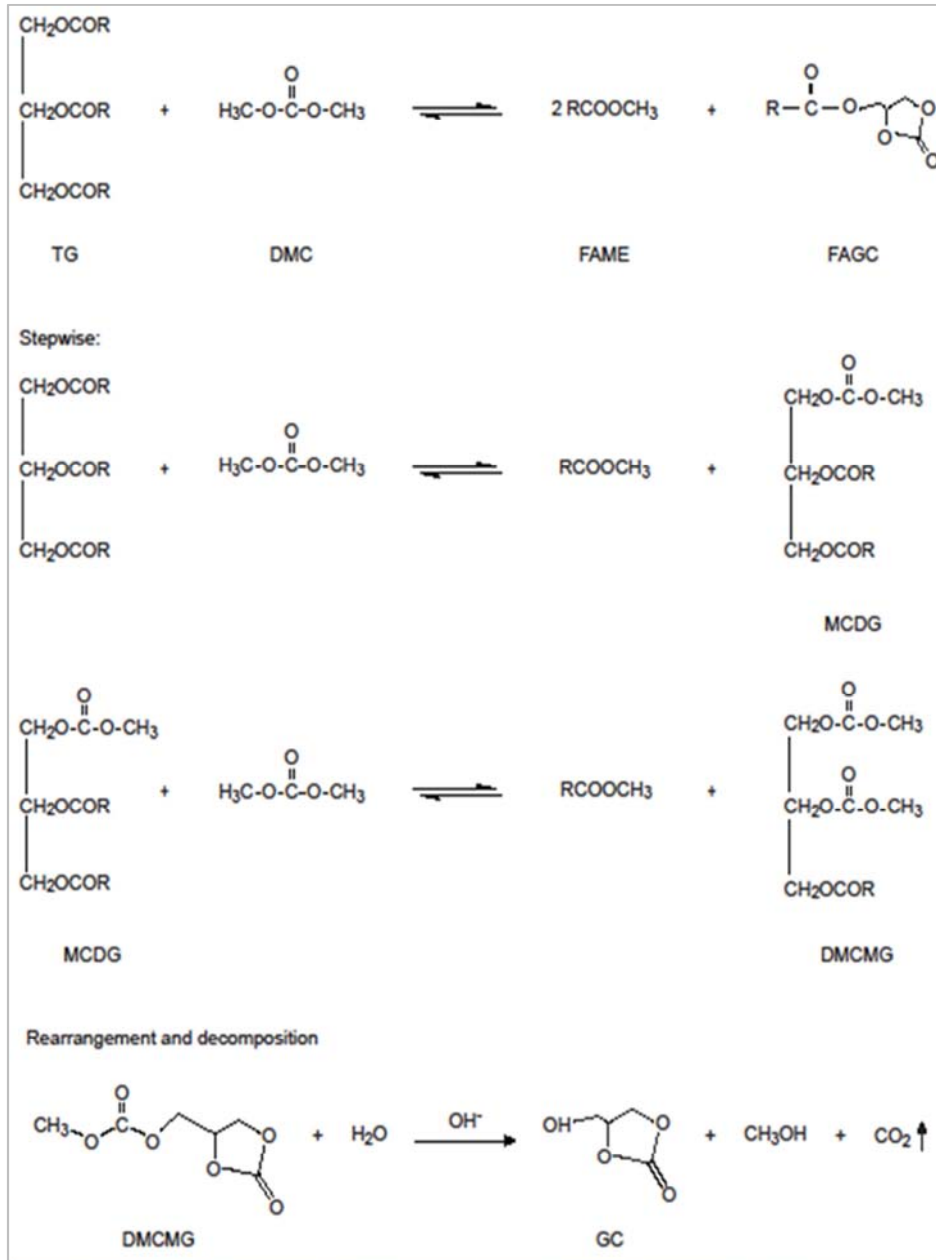 CH2OCOR
O
CH2OCOR + H3C-O-C-O-CH3 2 RCOOCH3 + R-C-O O O O
O
CH2OCOR
TG DMC FAME FAGC
Stepwise:
O
CH2OCOR CH2O-C-O-CH3
O
CH2OCOR + H3C-O-C-O-CH3 RCOOCH3 + CH2OCOR
CH2OCOR CH2OCOR
MCDG
O O
CH2O-C-O-CH3 CH2O-C-O-CH3
O O
CH2OCOR + H3C-O-C-O-CH3 RCOOCH3 + CH2O-C-O-CH3
CH2OCOR CH2OCOR
MCDG DMCMG
Rearrangement and decomposition
O OH-
CH3 O O O O O + H2O OH O O O + CH3OH + CO2
DMCMG GC